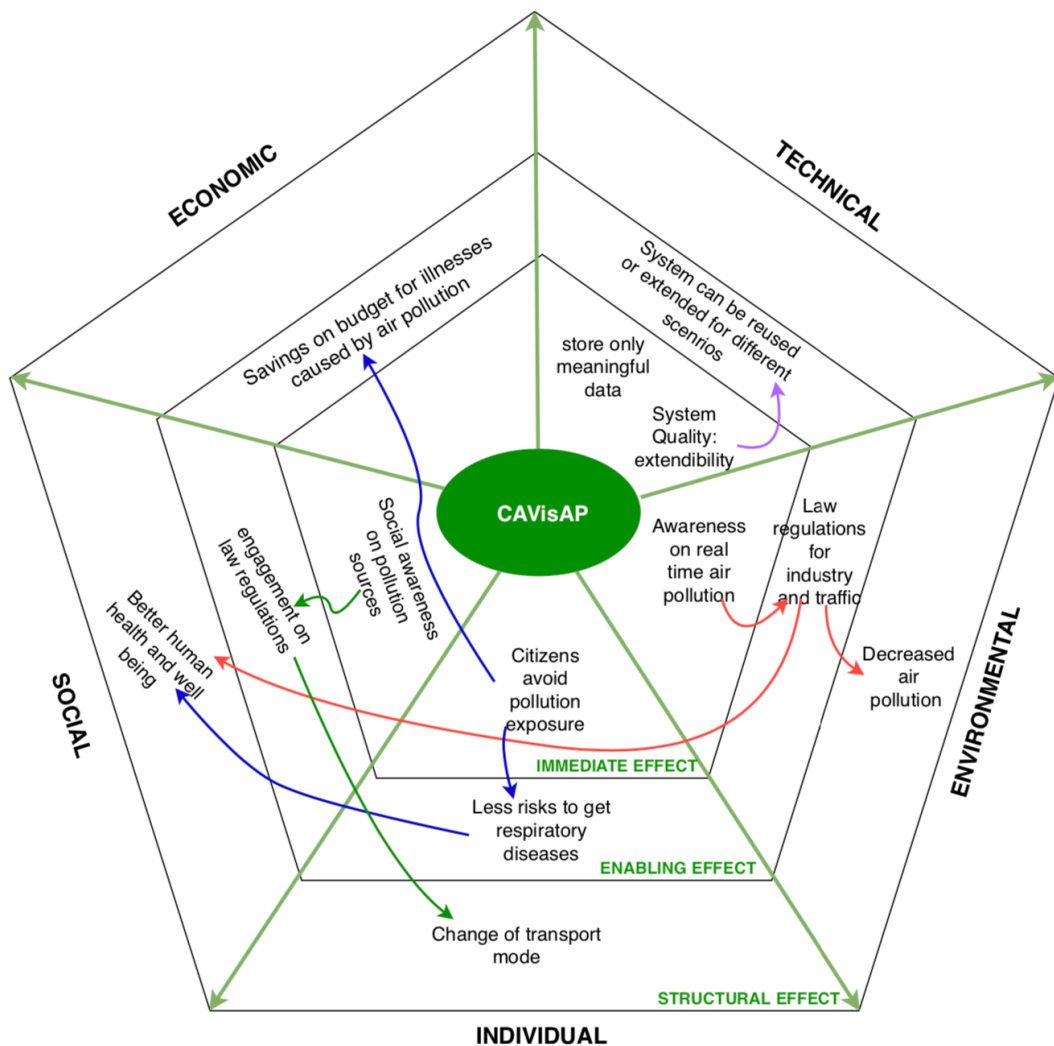 ECONOMIC
TECHNICAL
Savings on budget for illnesses
caused by air pollution
System can be reused
or extended for different
scenrios
store only
meaningful
data
System
Quality:
extendibility
CAVisAP
Social awareness
on pollution
sources
engagement on
law regulations
Better human
health and well
being
Awareness
on real
time air
pollution
Law
regulations
for
industry
and traffic
Decreased
air
pollution
SOCIAL
ENVIRONMENTAL
Citizens
avoid
pollution
exposure
IMMEDIATE EFFECT
Less risks to get
respiratory
diseases
ENABLING EFFECT
Change of transport
mode
STRUCTURAL EFFECT
INDIVIDUAL